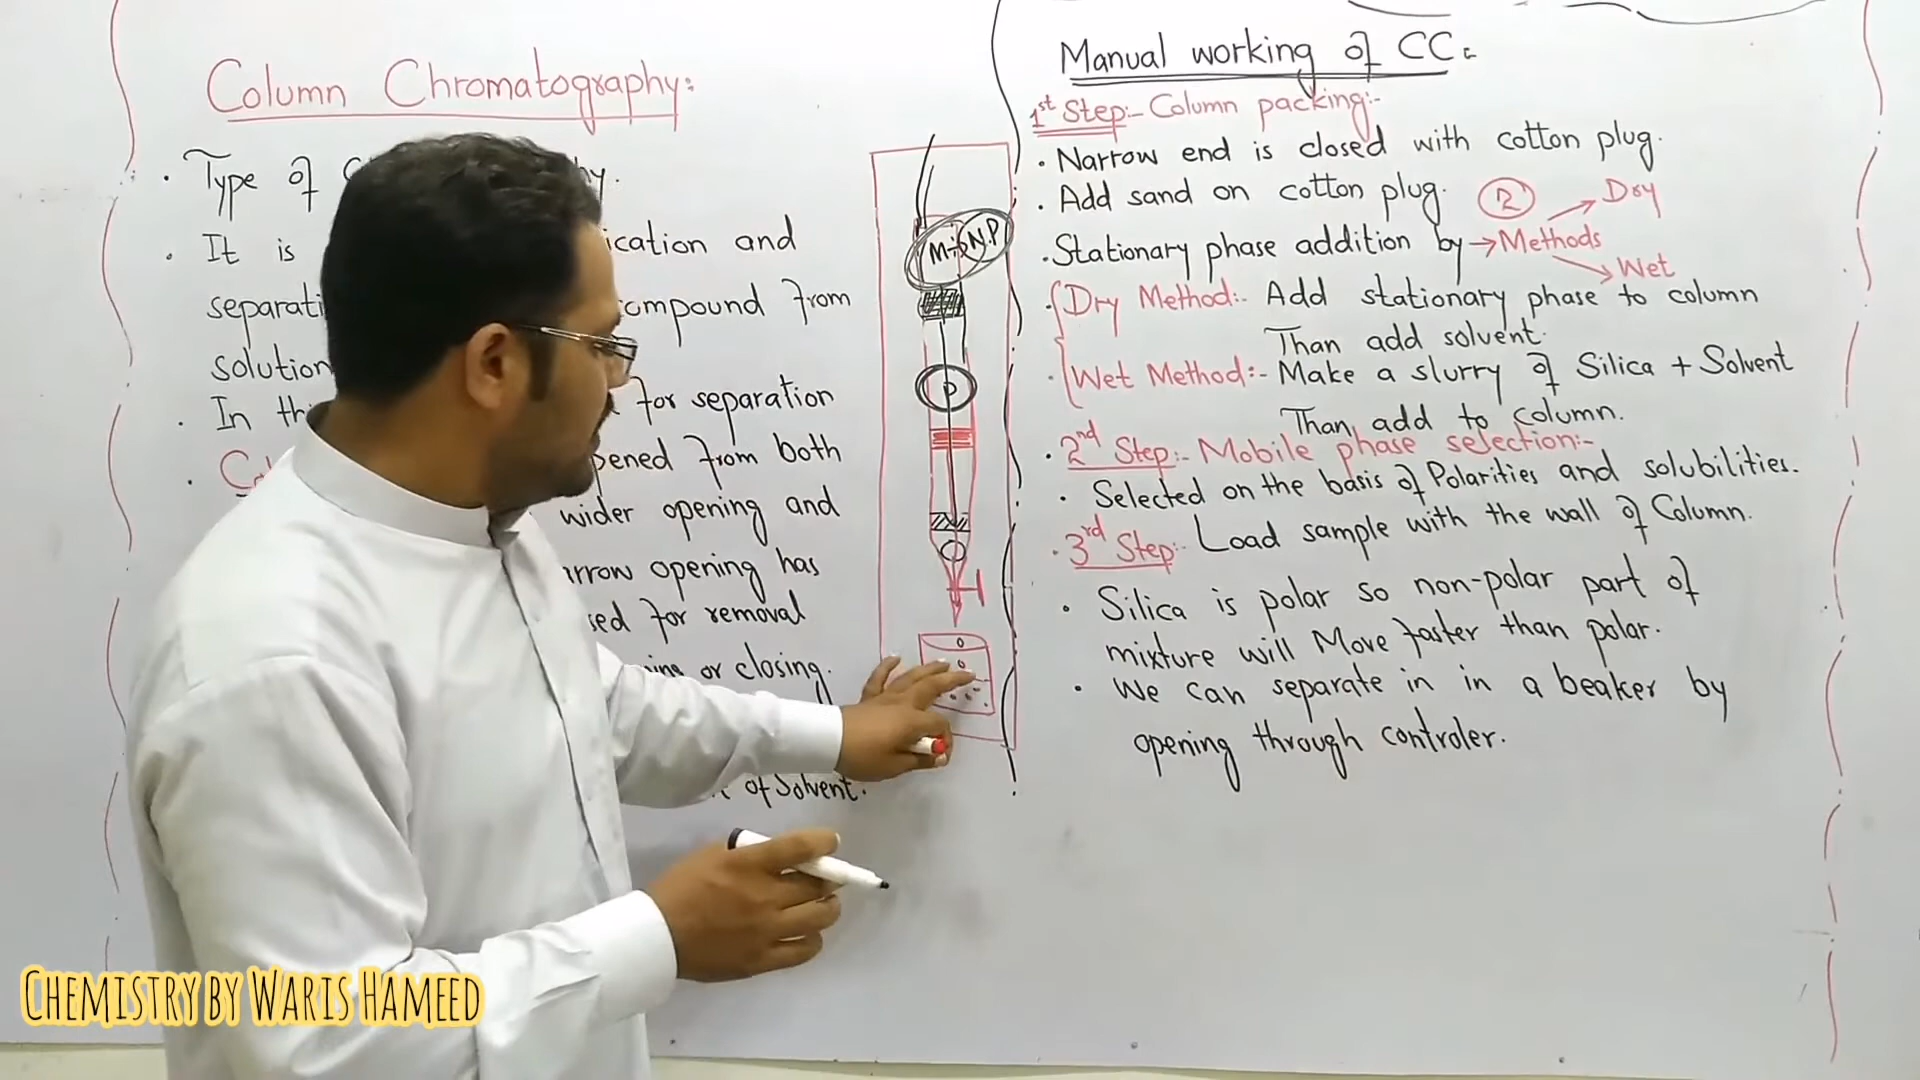 Column Chromatography:
. Type of
. It is ication and
separati compound from
solution
. In thi for separation
. pened from both
wider opening and
arrow opening has
sed for removal
ning or closing.
of Solvent.
M.P N.P
P
Manual working of CC:
1st Step:- Column packing:-
. Narrow end is closed with cotton plug.
. Add sand on cotton plug.
2 Dry
. Stationary phase addition by → Methods
Wet
. Dry Method:- Add stationary phase to column
Than add solvent.
. Wet Method:- Make a slurry of Silica + Solvent
Than add to column.
. 2nd Step:- Mobile phase selection:-
. Selected on the basis of Polarities and solubilities.
. 3rd Step:- Load sample with the wall of Column.
. Silica is polar so non-polar part of
mixture will Move faster than polar.
. We can separate in in a beaker by
opening through controler.
CHEMISTRY BY WARIS HAMEED